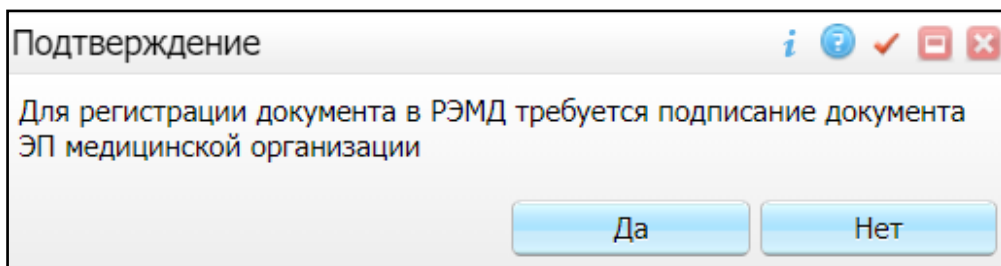 Подтверждение
Для регистрации документа в РЭМД требуется подписание документа
ЭП медицинской организации
Да Нет